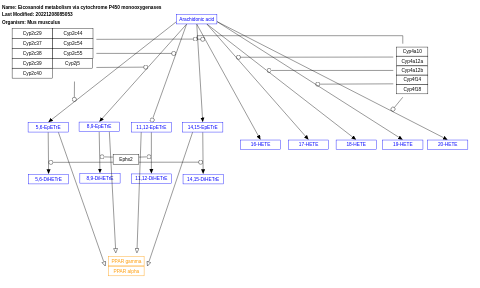 Name: Eicosanoid metabolism via cytochrome P450 monooxygenases
Last Modified: 20221208085953
Organism: Mus musculus
Arachidonic acid
Cyp2c29 Cyp2c44
Cyp2c37 Cyp2c54
Cyp2c38 Cyp2c55
Cyp2c39 Cyp2j5
Cyp2c40
Cyp4a10
Cyp4a12a
Cyp4a12b
Cyp4f14
Cyp4f18
5,6-EpETrE 8,9-EpETrE 11,12-EpETrE 14,15-EpETrE
16-HETE 17-HETE 18-HETE 19-HETE 20-HETE
Ephx2
5,6-DiHETrE 8,9-DiHETrE 11,12-DiHETrE 14,15-DiHETrE
PPAR gamma
PPAR alpha